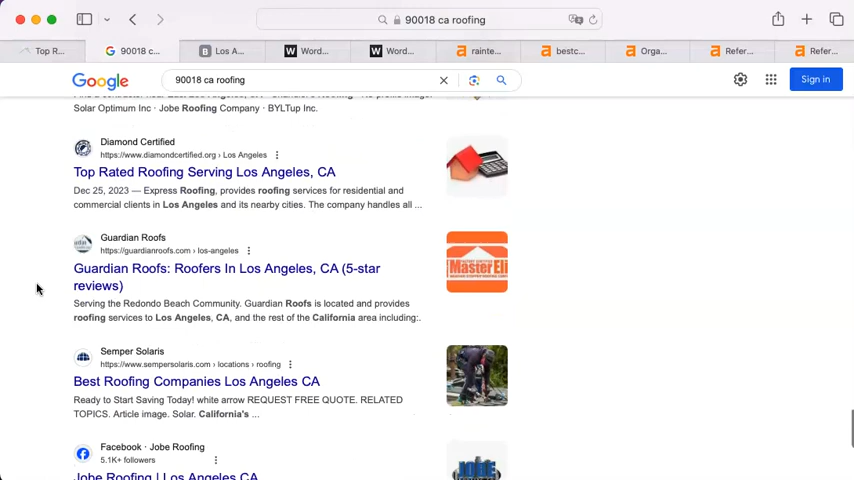 90018 ca roofing
Top R...
90018 c...
Los A...
Word...
Word...
rainte...
bestc...
Orga...
Refer...
Refer...
Google
90018 ca roofing
Sign in
Solar Optimum Inc · Jobe Roofing Company · BYLTup Inc.
Diamond Certified
https://www.diamondcertified.org › Los Angeles
Top Rated Roofing Serving Los Angeles, CA
Dec 25, 2023 — Express Roofing, provides roofing services for residential and
commercial clients in Los Angeles and its nearby cities. The company handles all ...
Guardian Roofs
https://guardianroofs.com › los-angeles
Guardian Roofs: Roofers In Los Angeles, CA (5-star
reviews)
Serving the Redondo Beach Community. Guardian Roofs is located and provides
roofing services to Los Angeles, CA, and the rest of the California area including:.
Master Eli
Semper Solaris
https://www.sempersolaris.com › locations › roofing
Best Roofing Companies Los Angeles CA
Ready to Start Saving Today! white arrow REQUEST FREE QUOTE. RELATED
TOPICS. Article image. Solar. California's ...
Facebook · Jobe Roofing
5.1K+ followers
Jobe Roofing | Los Angeles CA
JOBE